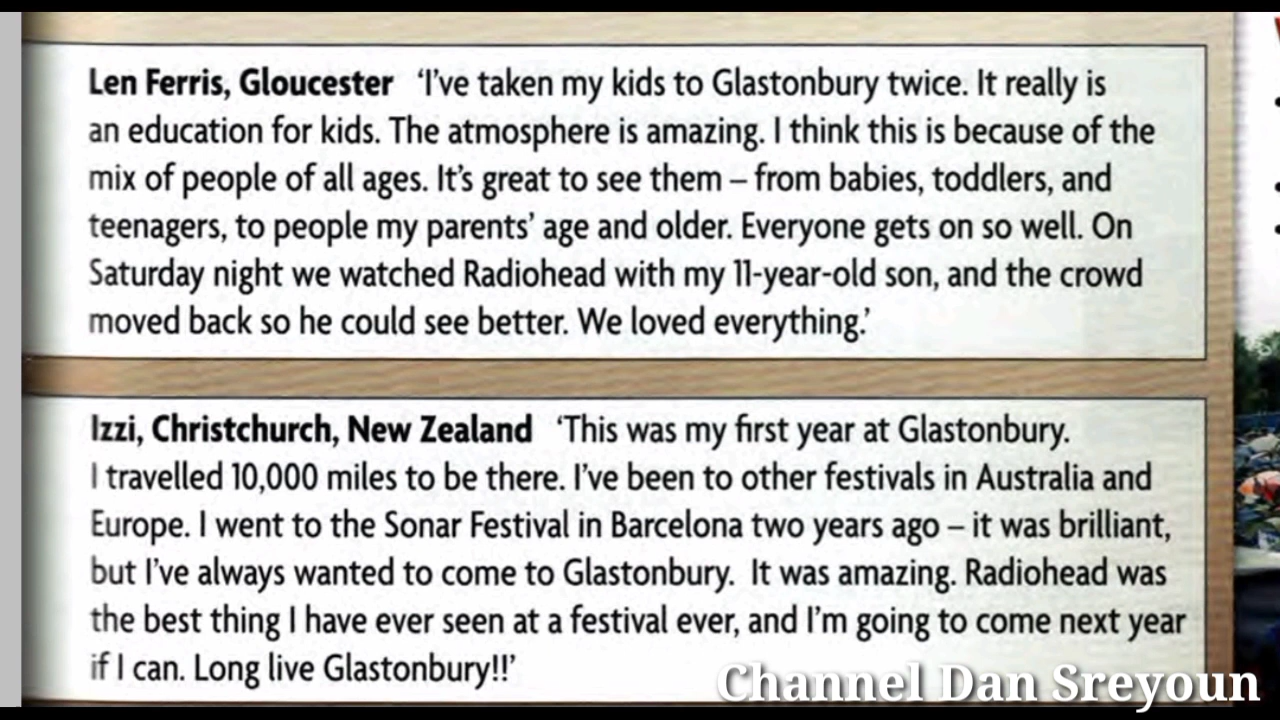 Len Ferris, Gloucester ‘I’ve taken my kids to Glastonbury twice. It really is
an education for kids. The atmosphere is amazing. I think this is because of the
mix of people of all ages. It’s great to see them – from babies, toddlers, and
teenagers, to people my parents’ age and older. Everyone gets on so well. On
Saturday night we watched Radiohead with my 11-year-old son, and the crowd
moved back so he could see better. We loved everything.’
Izzi, Christchurch, New Zealand ‘This was my first year at Glastonbury.
I travelled 10,000 miles to be there. I’ve been to other festivals in Australia and
Europe. I went to the Sonar Festival in Barcelona two years ago – it was brilliant,
but I’ve always wanted to come to Glastonbury. It was amazing. Radiohead was
the best thing I have ever seen at a festival ever, and I’m going to come next year
if I can. Long live Glastonbury!!’
Channel Dan Sreyoun